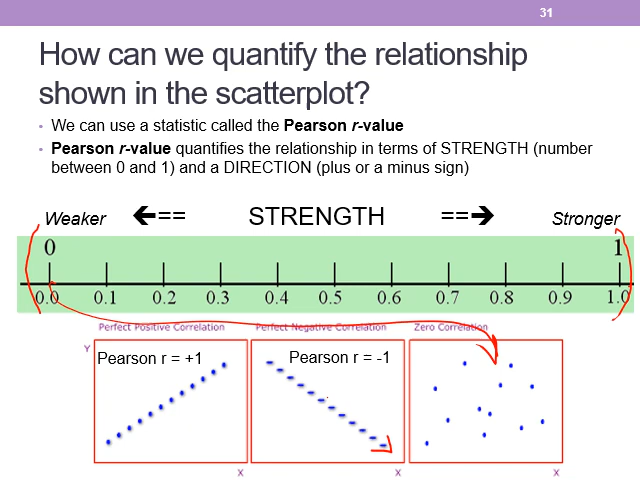 31
How can we quantify the relationship
shown in the scatterplot?
• We can use a statistic called the Pearson r-value
• Pearson r-value quantifies the relationship in terms of STRENGTH (number
between 0 and 1) and a DIRECTION (plus or a minus sign)
Weaker 🡸== STRENGTH ==🡺 Stronger
0 1
0.0 0.1 0.2 0.3 0.4 0.5 0.6 0.7 0.8 0.9 1.0
Perfect Positive Correlation Perfect Negative Correlation Zero Correlation
Y
Pearson r = +1 Pearson r = -1
X X X